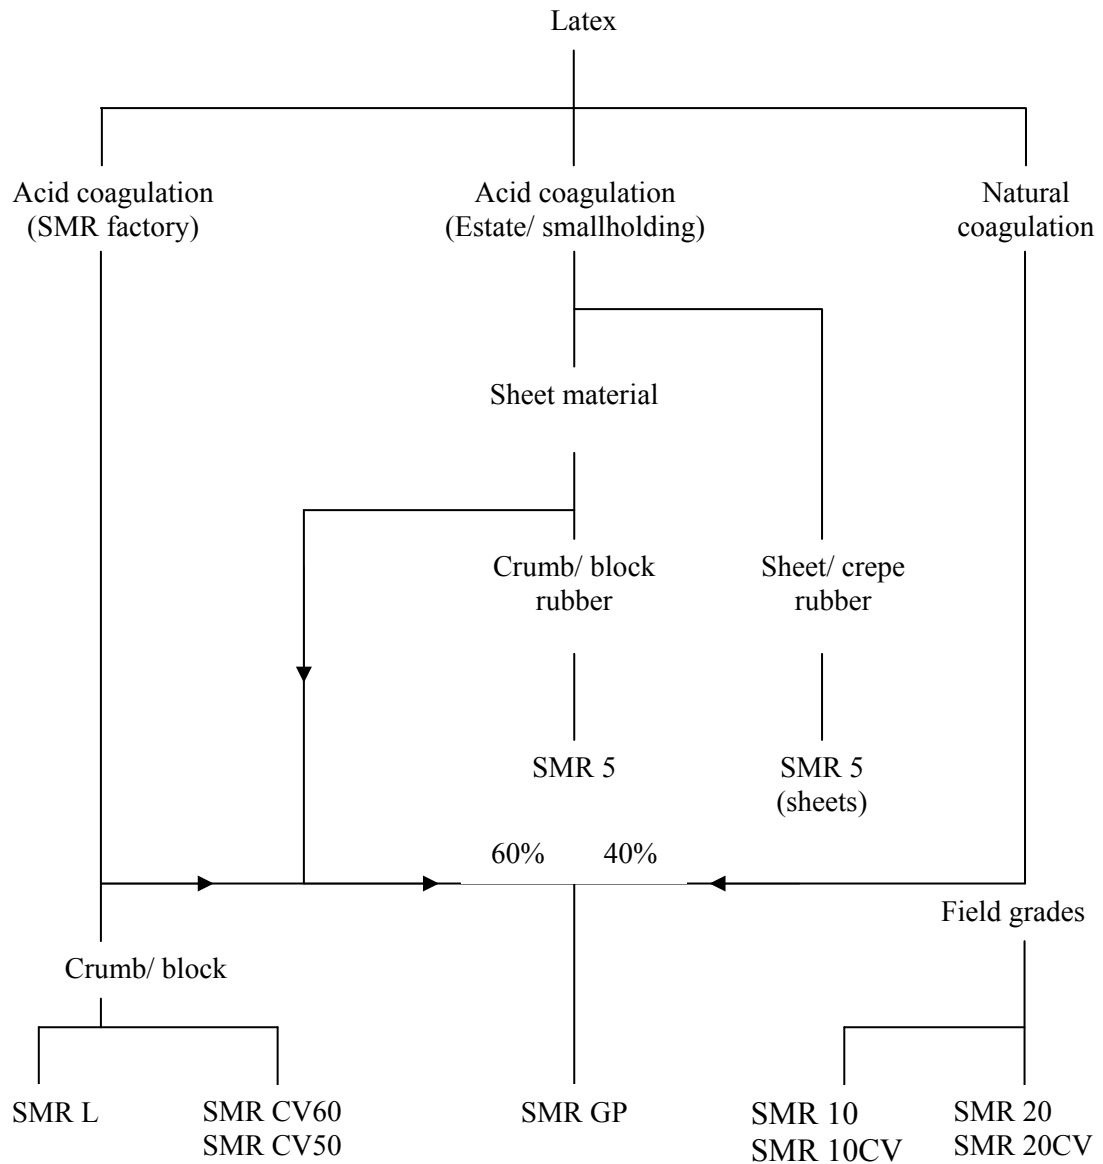 Latex
Acid coagulation
(SMR factory)
Acid coagulation
(Estate/ smallholding)
Natural
coagulation
Sheet material
Crumb/ block
rubber
Sheet/ crepe
rubber
SMR 5
SMR 5
(sheets)
60%
40%
Field grades
Crumb/ block
SMR L
SMR CV60
SMR CV50
SMR GP
SMR 10
SMR 10CV
SMR 20
SMR 20CV